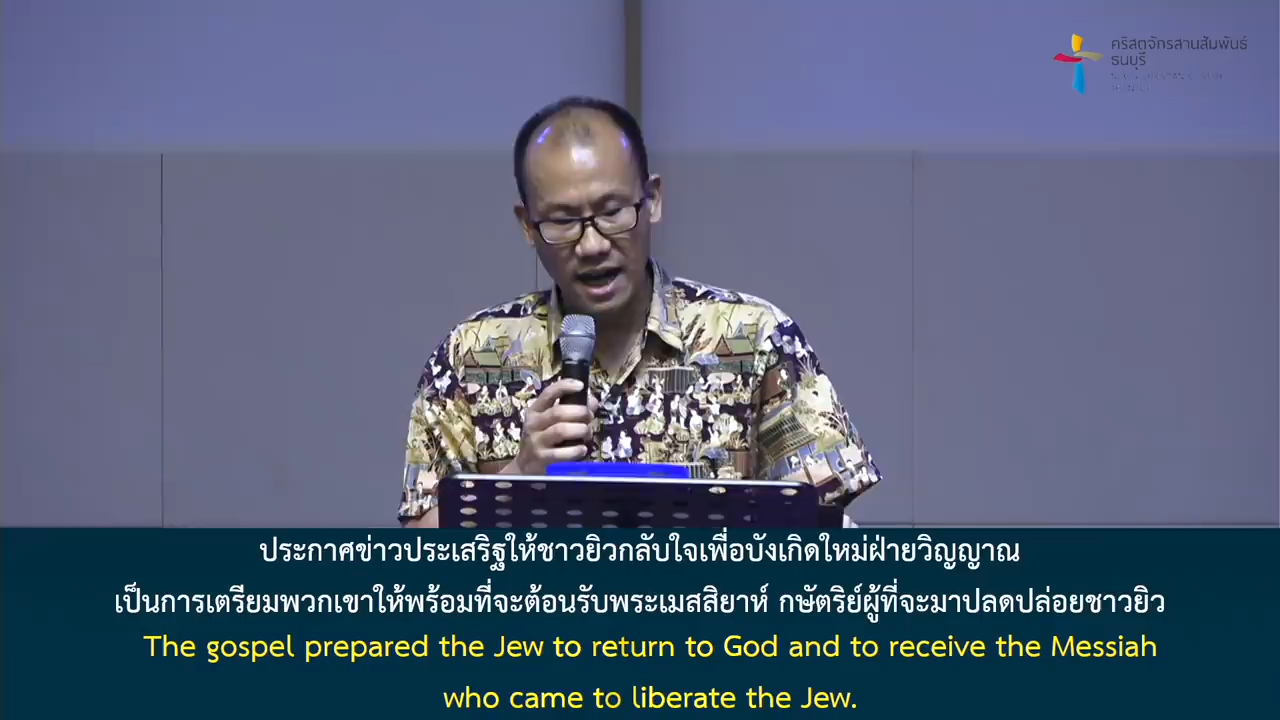 คริสตจักรสานสัมพันธ์
ธนบุรี
ประกาศข่าวประเสริฐให้ชาวยิวกลับใจเพื่อบังเกิดใหม่ฝ่ายวิญญาณ
เป็นการเตรียมพวกเขาให้พร้อมที่จะต้อนรับพระเมสสิยาห์ กษัตริย์ผู้ที่จะมาปลดปล่อยชาวยิว
The gospel prepared the Jew to return to God and to receive the Messiah
who came to liberate the Jew.